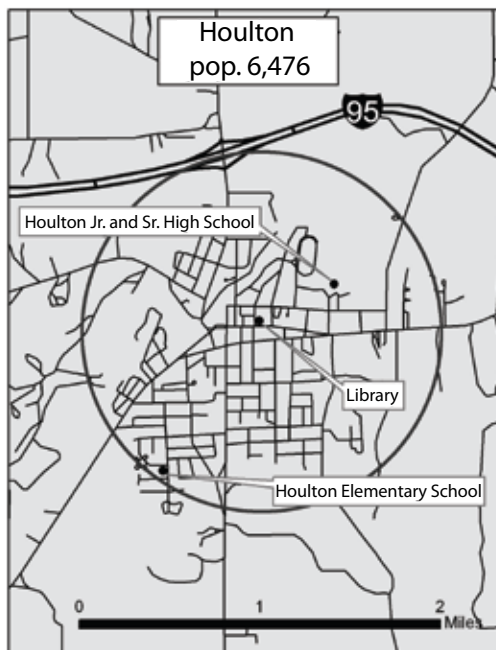 Houlton
pop. 6,476
95
Houlton Jr. and Sr. High School
Library
Houlton Elementary School
0 1 2
Miles